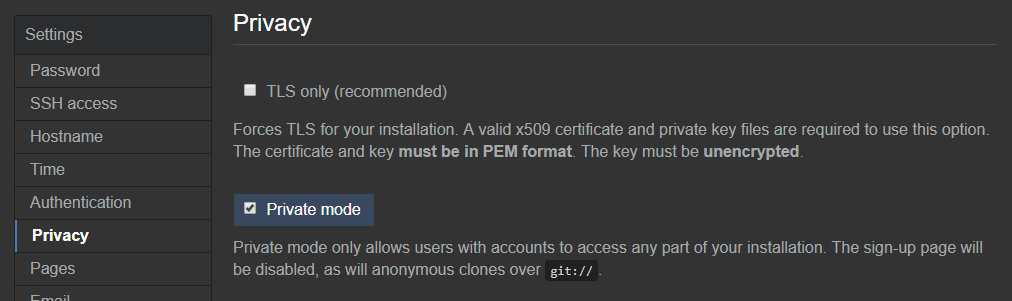 Settings
Password
SSH access
Hostname
Time
Authentication
Privacy
Pages
Email
Privacy
TLS only (recommended)
Forces TLS for your installation. A valid x509 certificate and private key files are required to use this option.
The certificate and key must be in PEM format. The key must be unencrypted.
Private mode
Private mode only allows users with accounts to access any part of your installation. The sign-up page will
be disabled, as will anonymous clones over git:// .